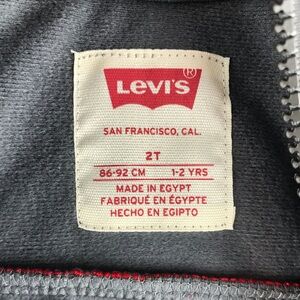 LEVI'S®
SAN FRANCISCO, CAL.
2T
86-92 CM 1-2 YRS
MADE IN EGYPT
FABRIQUÉ EN ÉGYPTE
HECHO EN EGIPTO